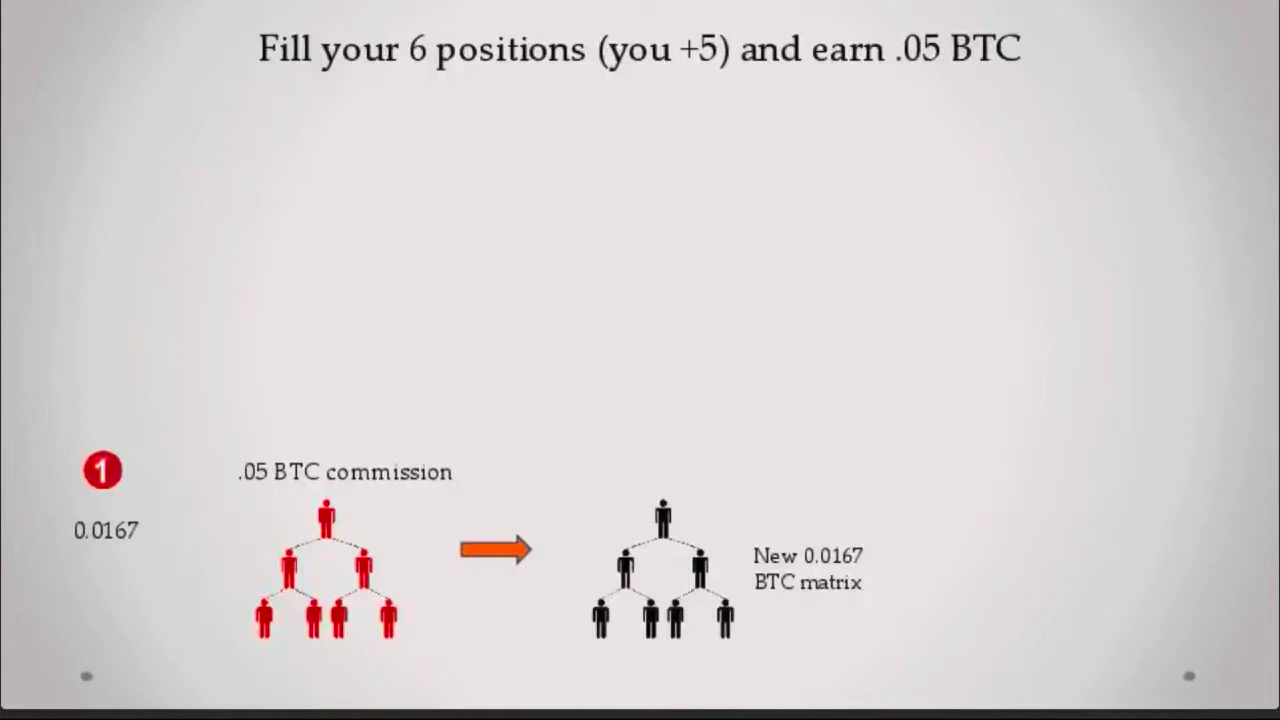 Fill your 6 positions (you +5) and earn .05 BTC
1
.05 BTC commission
0.0167
New 0.0167
BTC matrix